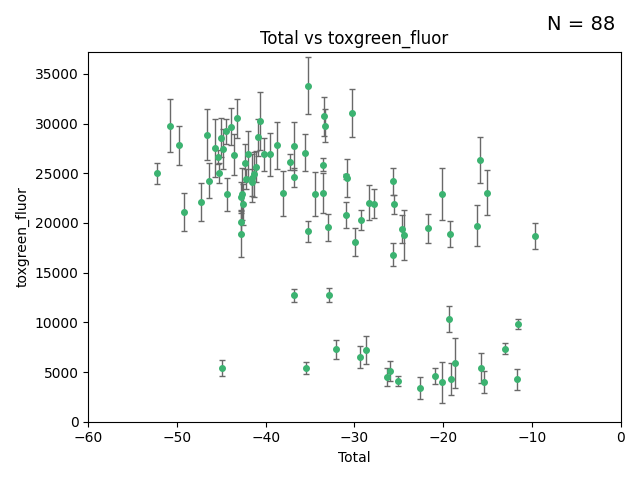 N = 88
Total vs toxgreen_fluor
toxgreen_fluor
35000
30000
25000
20000
15000
10000
5000
0
−60 −50 −40 −30 −20 −10 0
Total